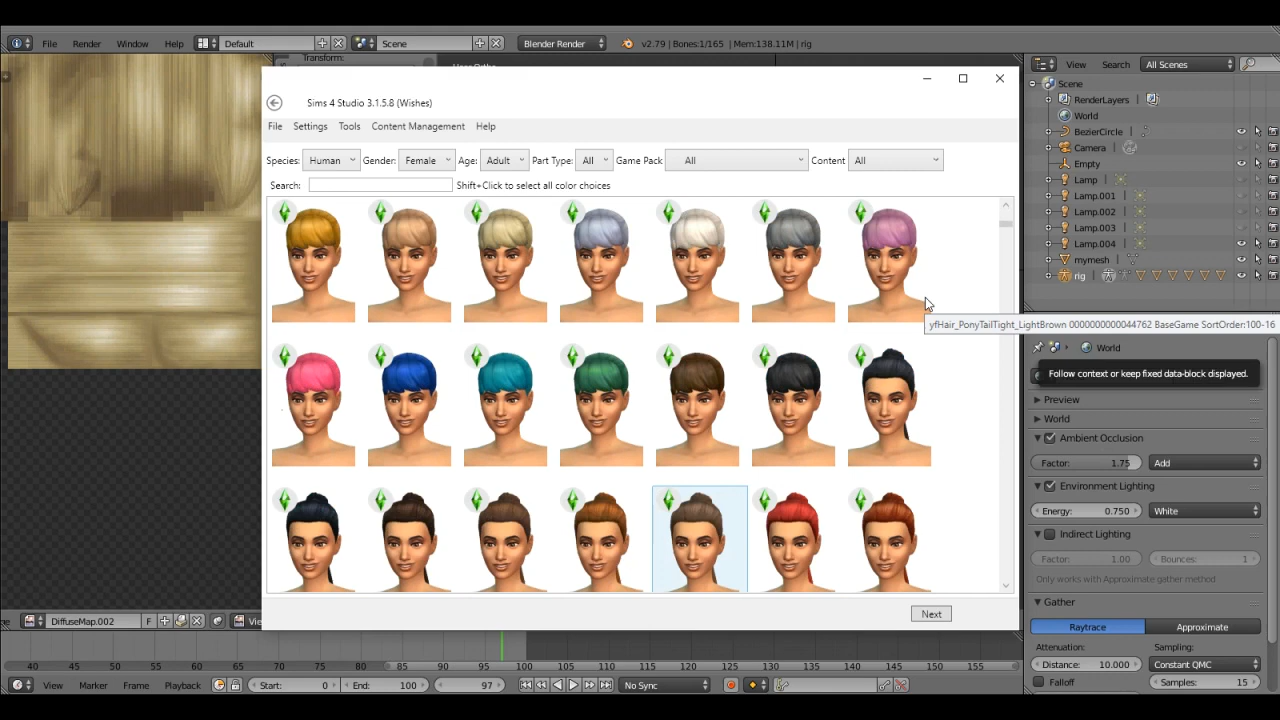 File Render Window Help Default Scene Blender Render v2.79 | Bones:1/165 | Mem:138.11M | rig
Transform:
View Search All Scenes
Scene
RenderLayers
World
BezierCircle
Camera
Empty
Lamp
Lamp.001
Lamp.002
Lamp.003
Lamp.004
mymesh
rig
Sims 4 Studio 3.1.5.8 (Wishes)
File Settings Tools Content Management Help
Species: Human Gender: Female Age: Adult Part Type: All Game Pack All Content All
Search: Shift+Click to select all color choices
yfHair_PonyTailTight_LightBrown 0000000000044762 BaseGame SortOrder:100-16
World
Follow context or keep fixed data-block displayed.
Preview
World
Ambient Occlusion
Factor: 1.75 Add
Environment Lighting
Energy: 0.750 White
Indirect Lighting
Factor: 1.00 Bounces: 1
Only works with Approximate gather method
Gather
Raytrace Approximate
Attenuation: Sampling:
Distance: 10.000 Constant QMC
Falloff Samples: 15
Next
DiffuseMap.002 F
40 45 50 55 60 65 70 75 80 85 90 95 100 105 110 115 120 125 130 135 140 145 150 155
View Marker Frame Playback Start: 0 End: 100 97 No Sync